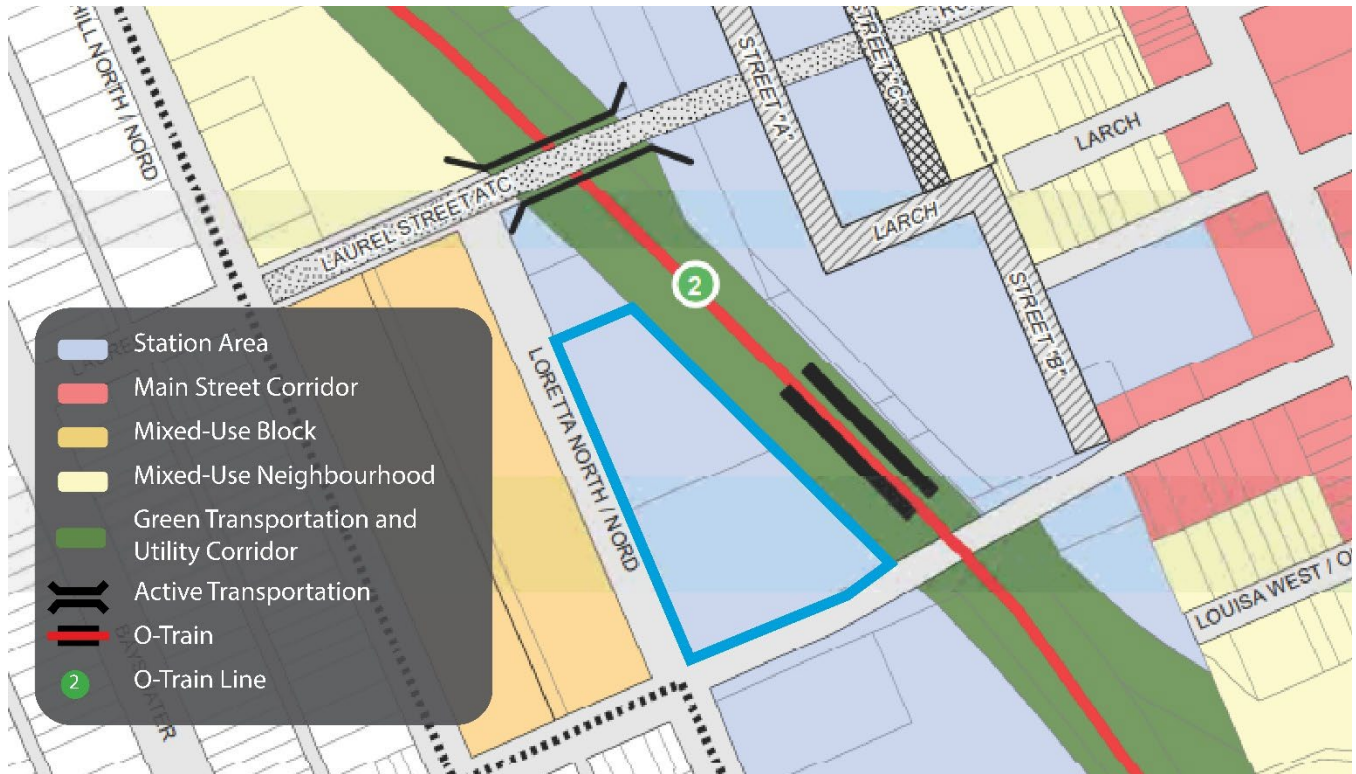 HILL NORTH / NORD
STREET "A"
STREET "C"
LARCH
LAUREL STREET ATC
LARCH
2
STREET "B"
LORETTA NORTH / NORD
LOUISA WEST /
Station Area
Main Street Corridor
Mixed-Use Block
Mixed-Use Neighbourhood
Green Transportation and
Utility Corridor
Active Transportation
O-Train
2
O-Train Line